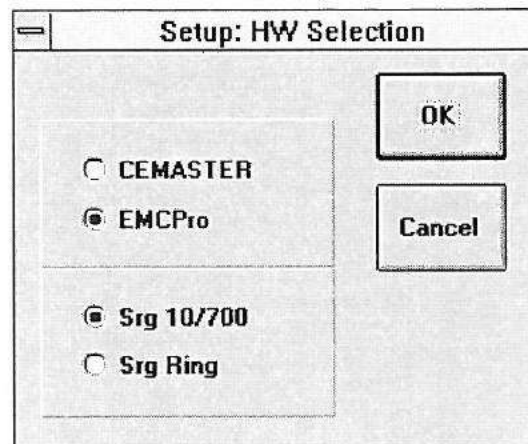 Setup: HW Selection
OK
CEMASTER
EMCPro
Cancel
Srg 10/700
Srg Ring